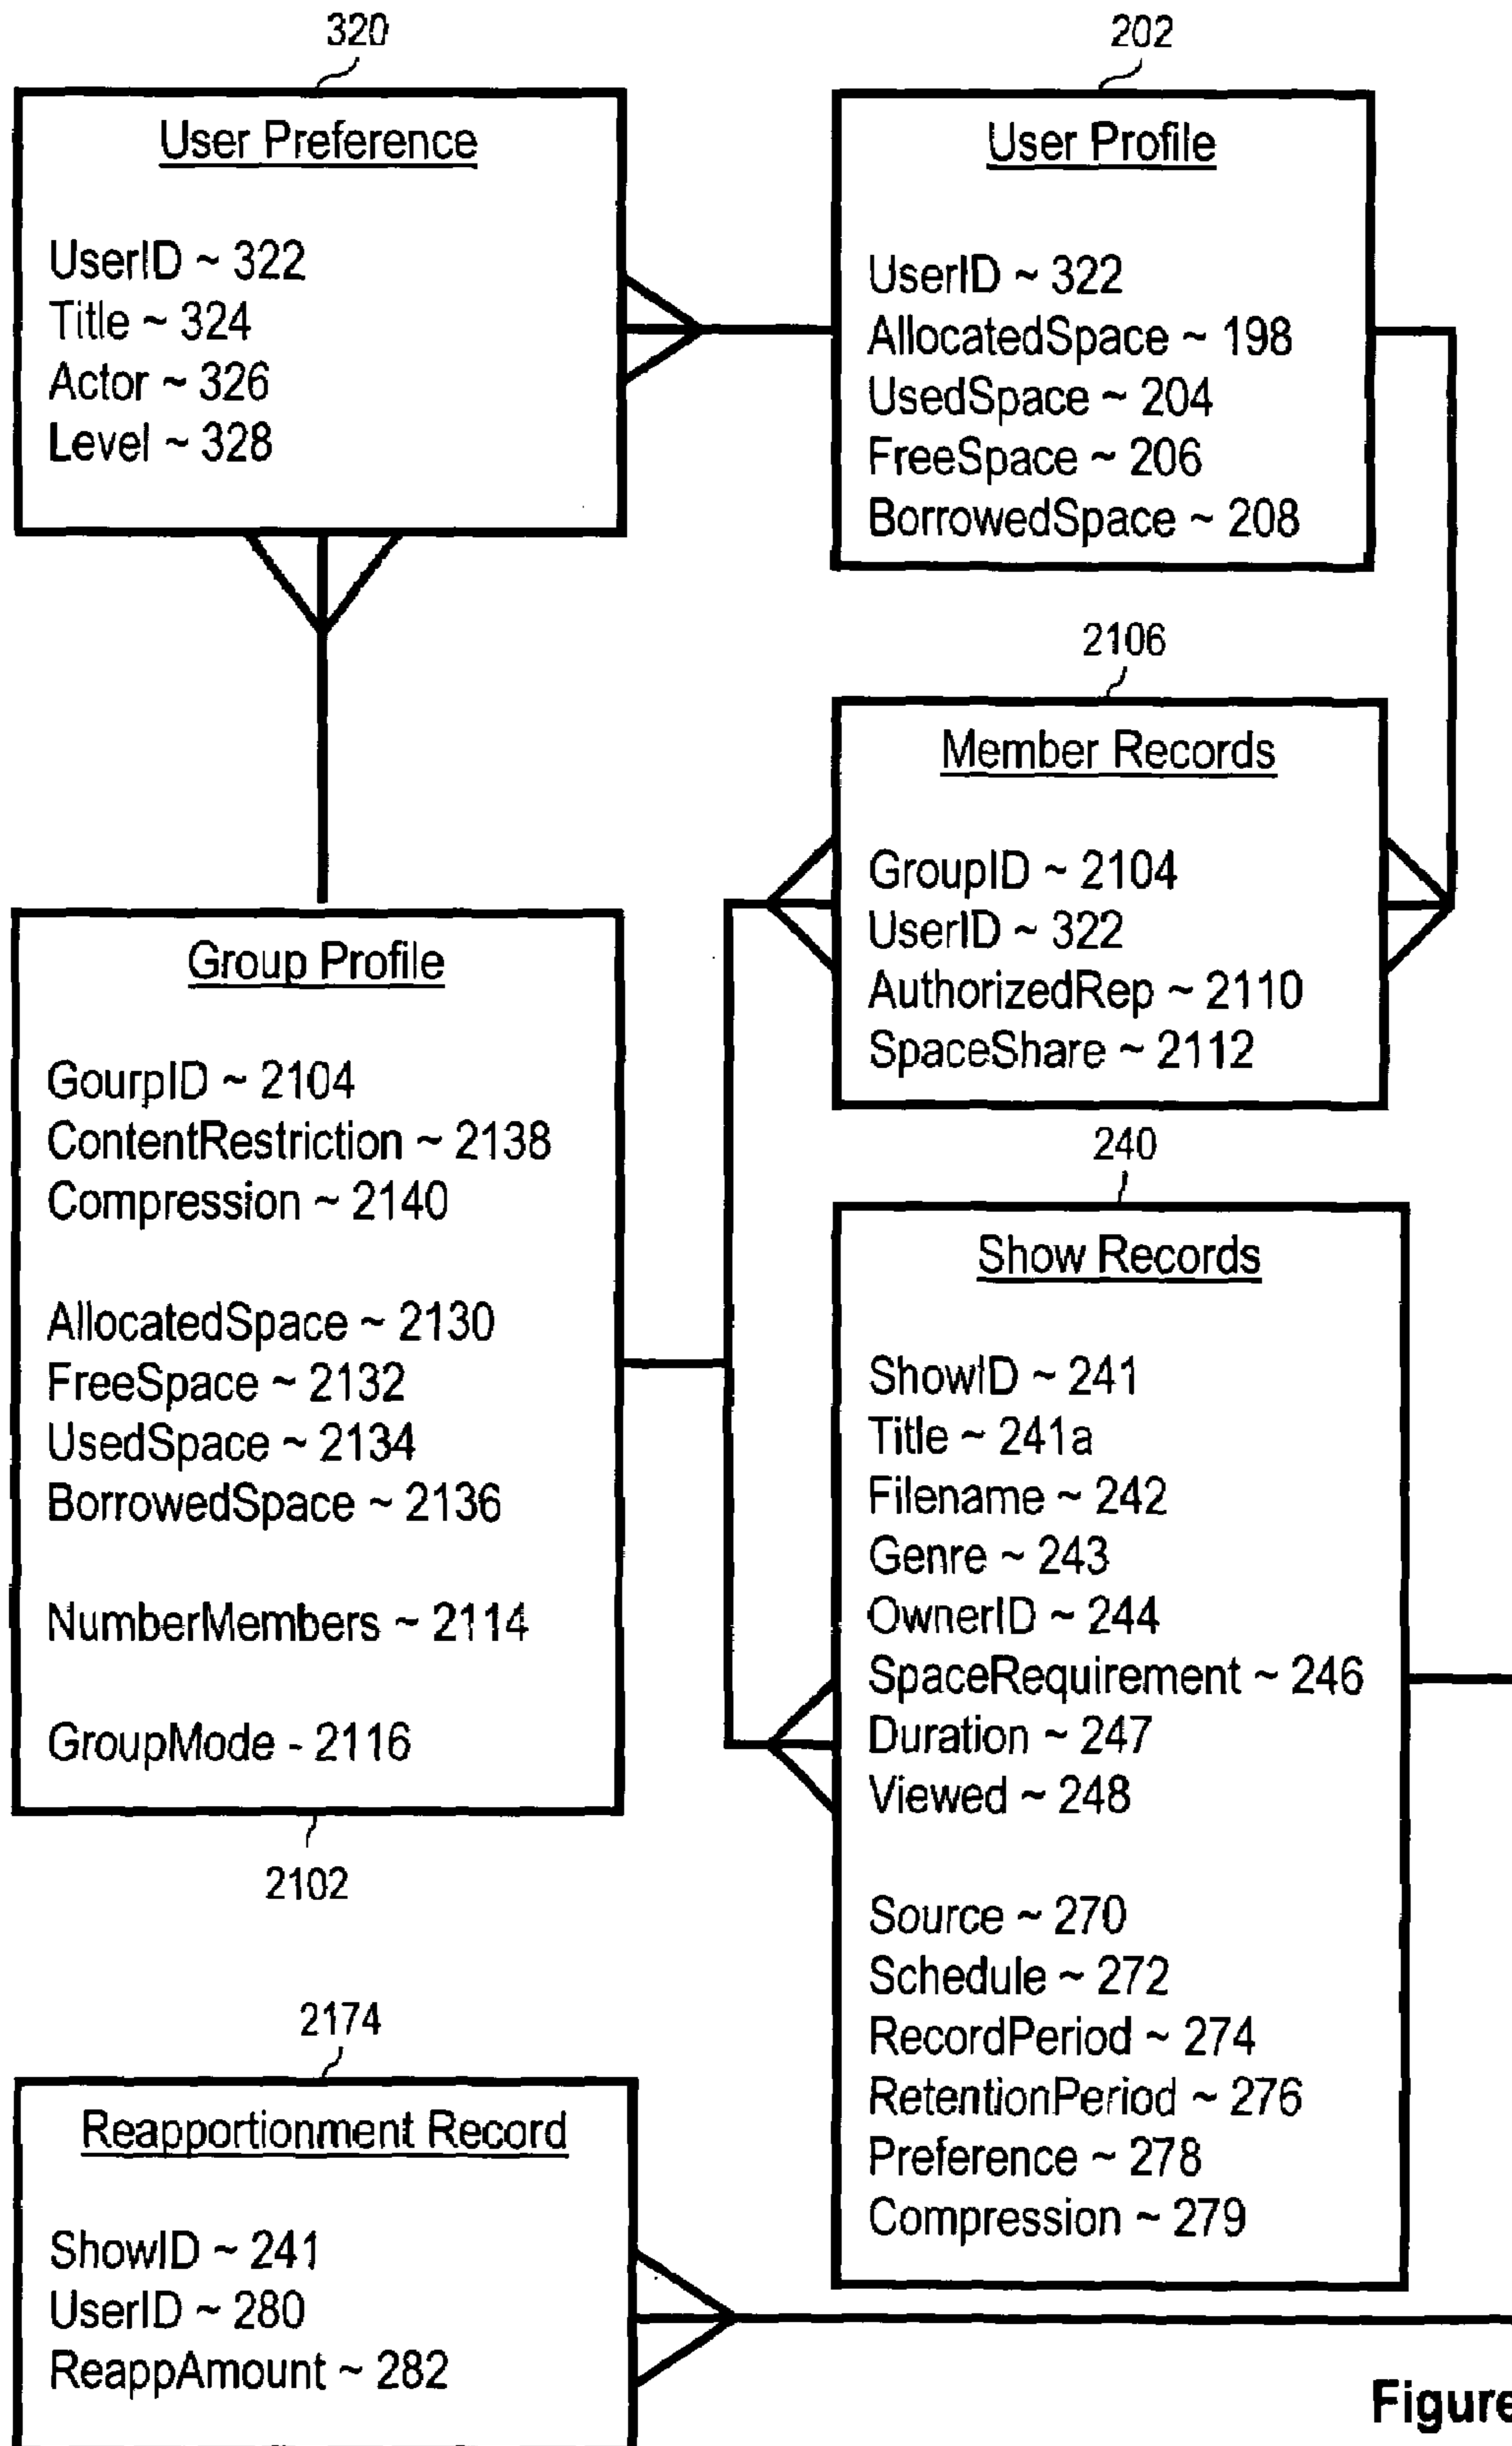 320
User Preference
UserID ~ 322
Title ~ 324
Actor ~ 326
Level ~ 328
202
User Profile
UserID ~ 322
AllocatedSpace ~ 198
UsedSpace ~ 204
FreeSpace ~ 206
BorrowedSpace ~ 208
2106
Member Records
GroupID ~ 2104
UserID ~ 322
AuthorizedRep ~ 2110
SpaceShare ~ 2112
Group Profile
GourpID ~ 2104
ContentRestriction ~ 2138
Compression ~ 2140
AllocatedSpace ~ 2130
FreeSpace ~ 2132
UsedSpace ~ 2134
BorrowedSpace ~ 2136
NumberMembers ~ 2114
GroupMode - 2116
2102
240
Show Records
ShowID ~ 241
Title ~ 241a
Filename ~ 242
Genre ~ 243
OwnerID ~ 244
SpaceRequirement ~ 246
Duration ~ 247
Viewed ~ 248
Source ~ 270
Schedule ~ 272
RecordPeriod ~ 274
RetentionPeriod ~ 276
Preference ~ 278
Compression ~ 279
2174
Reapportionment Record
ShowID ~ 241
UserID ~ 280
ReappAmount ~ 282
Figure